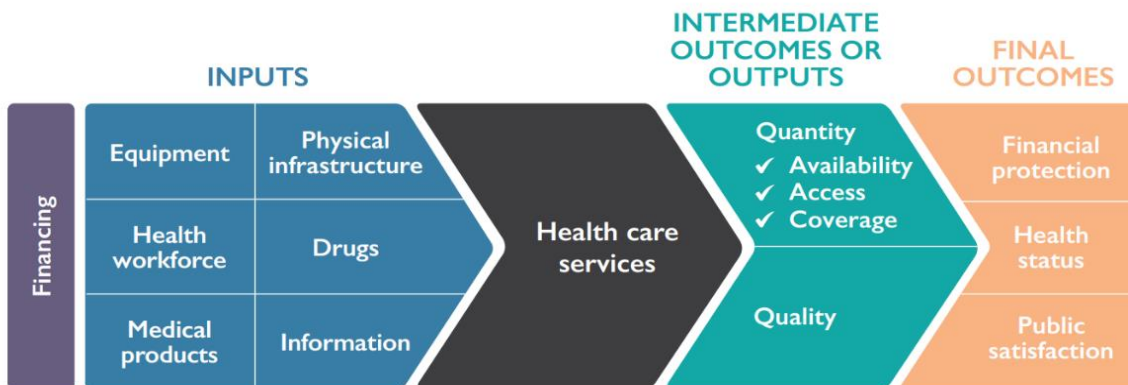 INPUTS
INTERMEDIATE
OUTCOMES OR
OUTPUTS
FINAL
OUTCOMES
Financing
Equipment
Physical
infrastructure
Health
workforce
Drugs
Medical
products
Information
Health care
services
Quantity
✓ Availability
✓ Access
✓ Coverage
Quality
Financial
protection
Health
status
Public
satisfaction